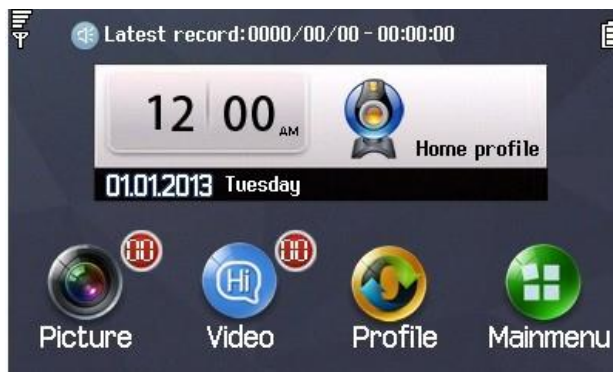 Latest record:0000/00/00-00:00:00
12 00 AM
Home profile
01.01.2013 Tuesday
00 00
Hi
Picture Video Profile Mainmenu